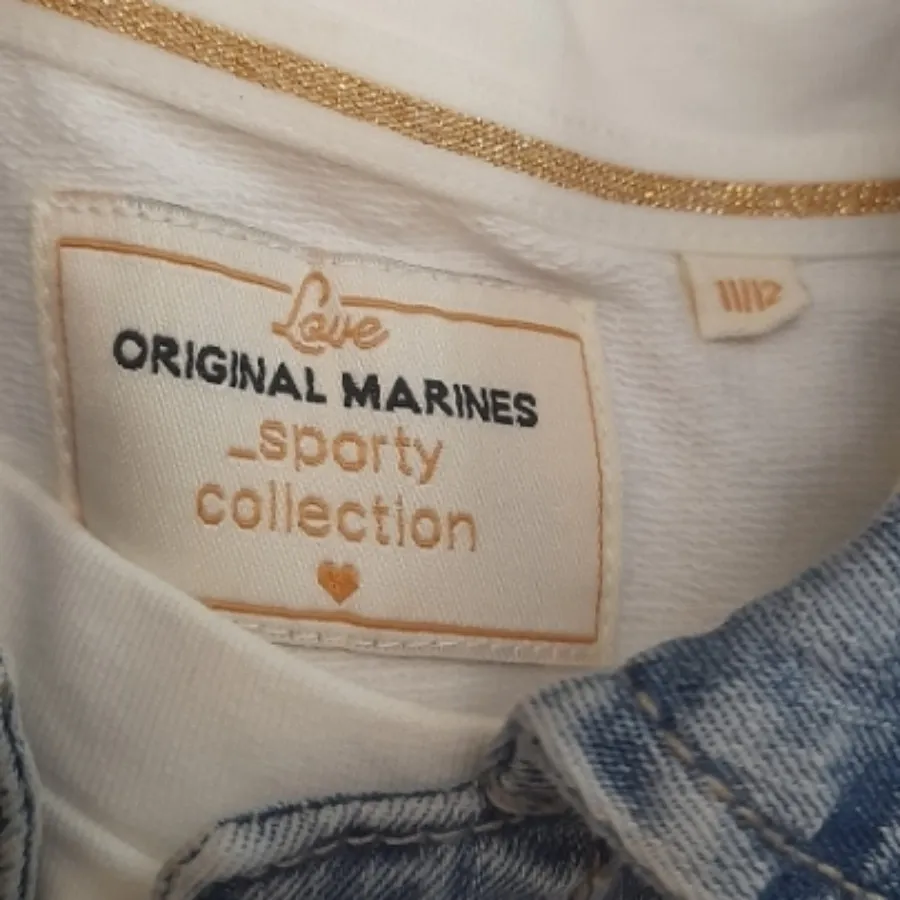 Love
ORIGINAL MARINES
_sporty
collection
11/12